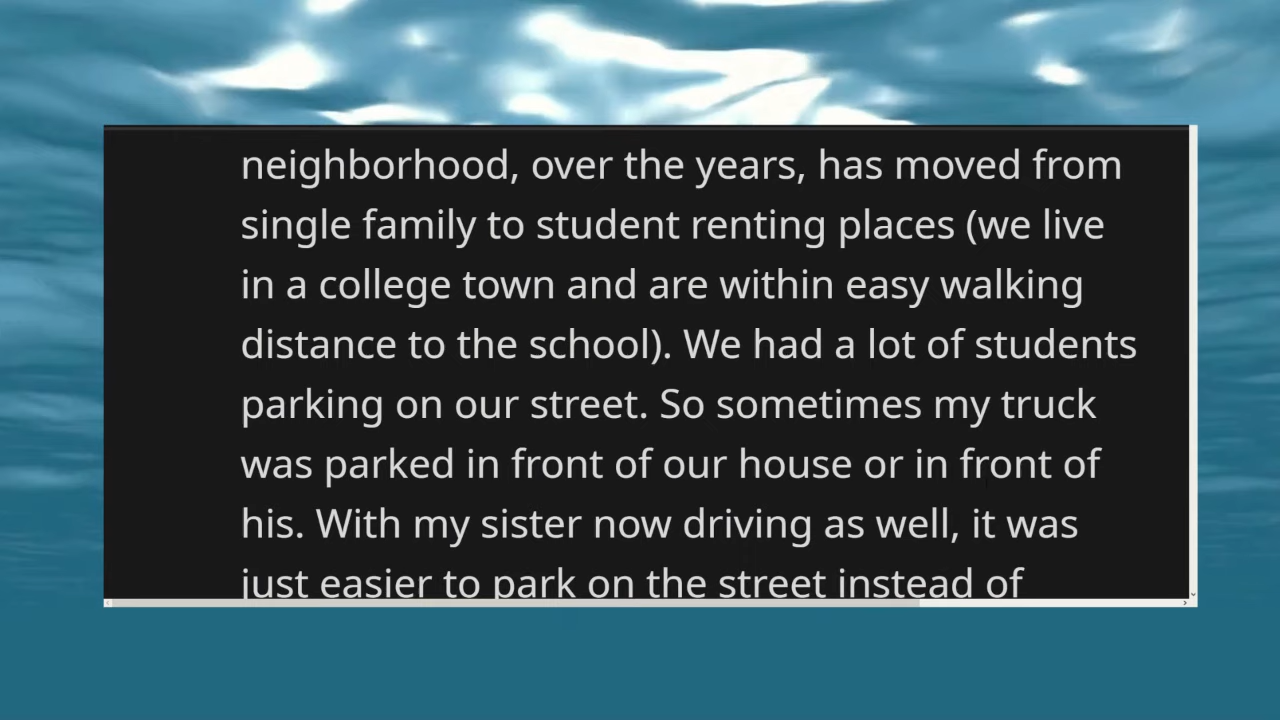 neighborhood, over the years, has moved from
single family to student renting places (we live
in a college town and are within easy walking
distance to the school). We had a lot of students
parking on our street. So sometimes my truck
was parked in front of our house or in front of
his. With my sister now driving as well, it was
just easier to park on the street instead of